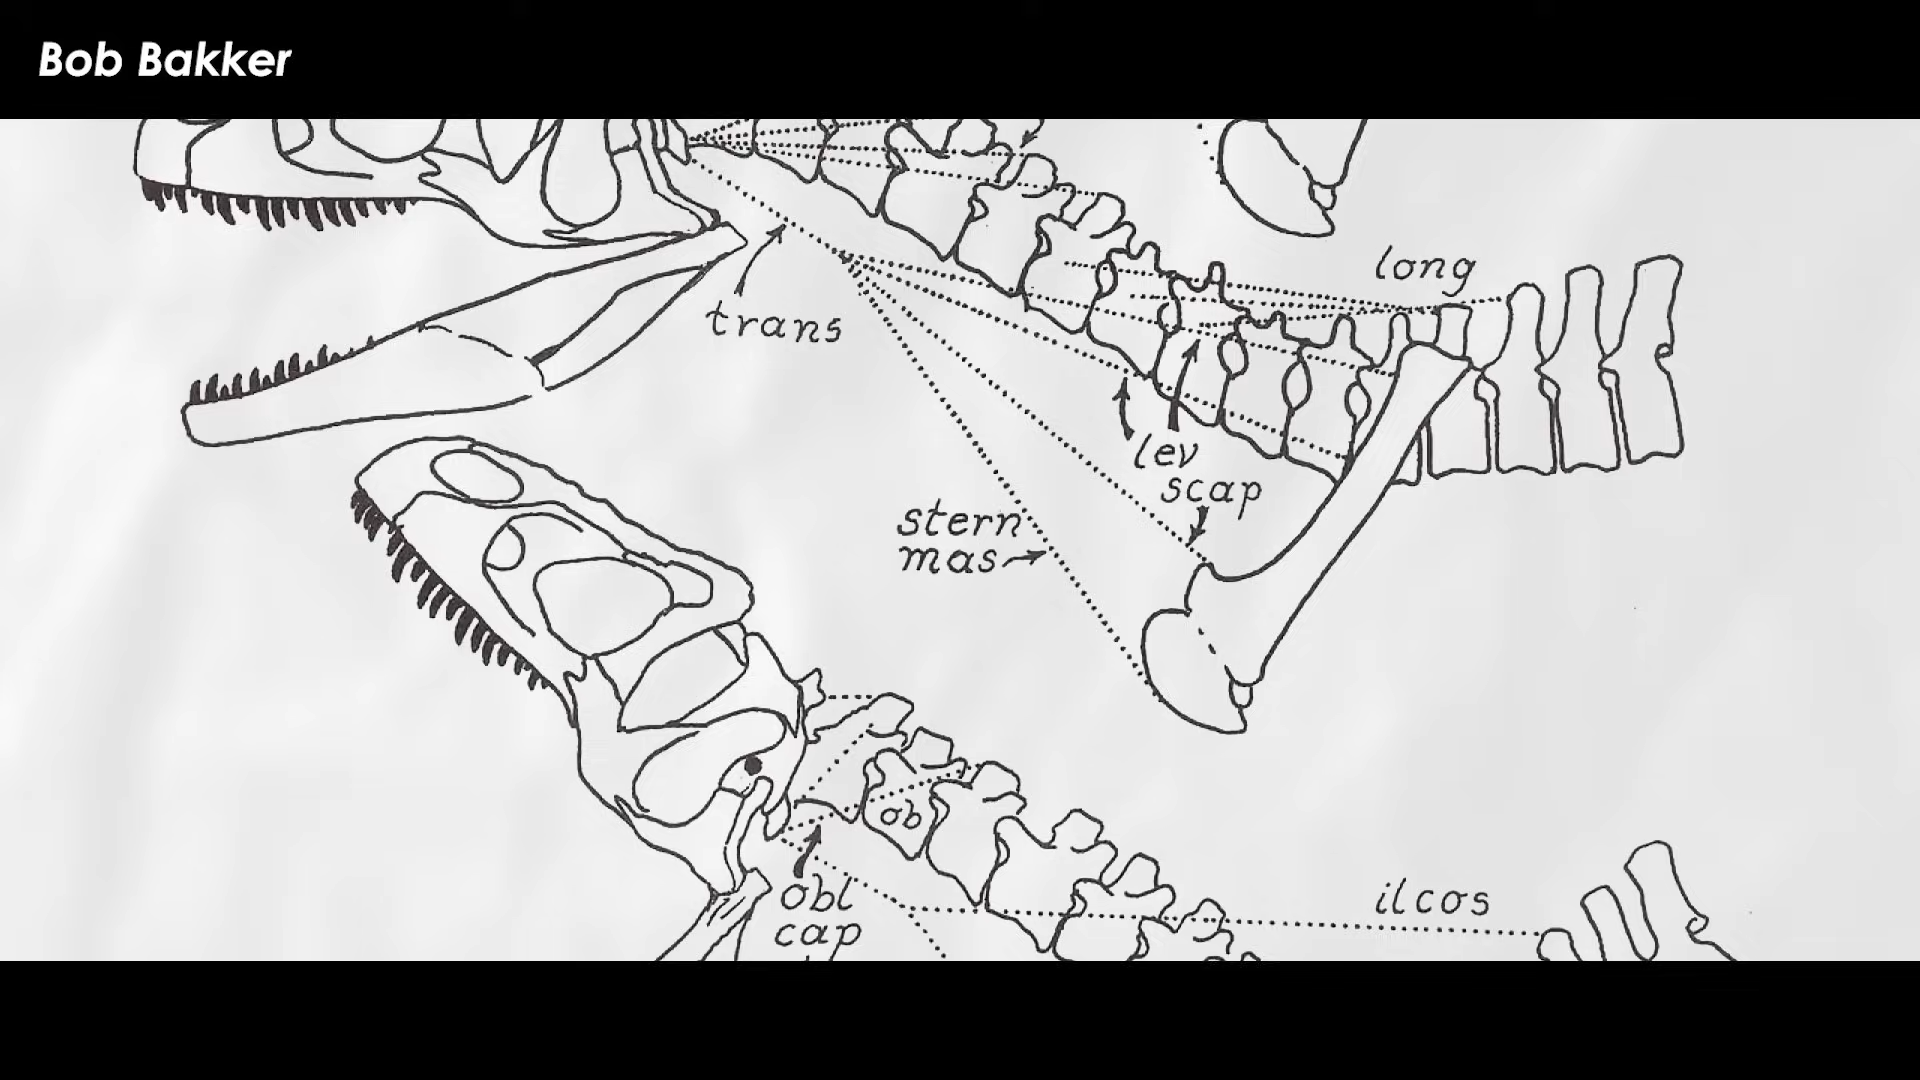 Bob Bakker
long
trans
lev
scap
stern
mas
ob
obl
cap
ilcos